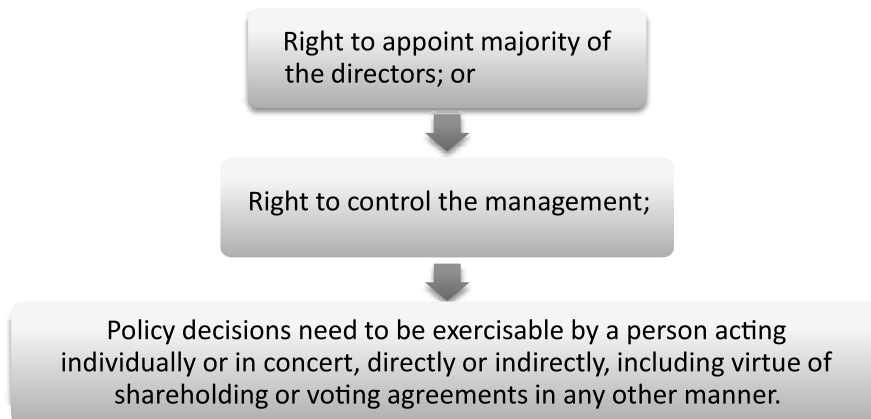 Right to appoint majority of
the directors; or
Right to control the management;
Policy decisions need to be exercisable by a person acting
individually or in concert, directly or indirectly, including virtue of
shareholding or voting agreements in any other manner.